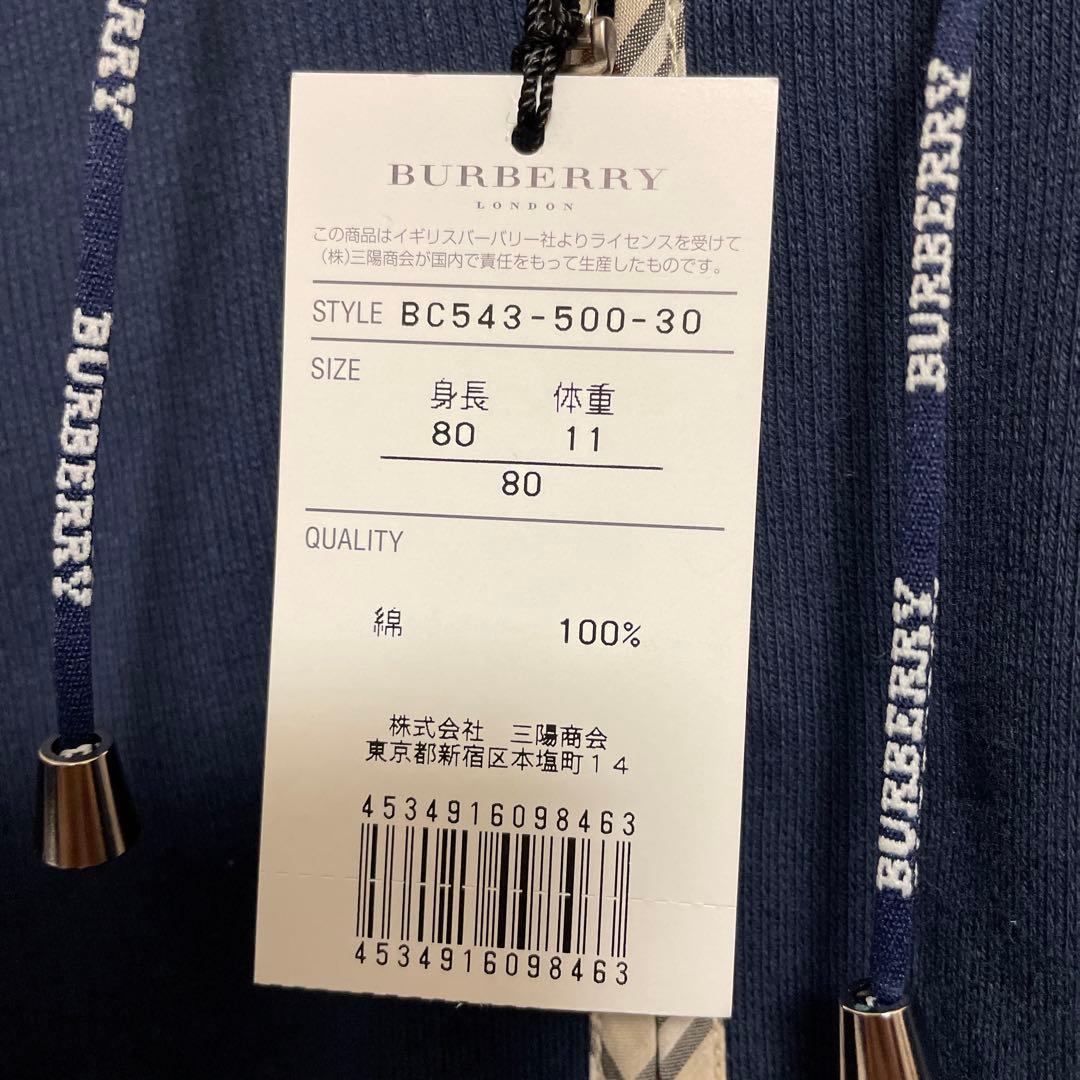 BURBERRY
LONDON
この商品はイギリスバーバリー社よりライセンスを受けて
(株)三陽商会が国内で責任をもって生産したものです。
STYLE BC543-500-30
SIZE
身長 体重
80 11
80
QUALITY
綿 100%
株式会社 三陽商会
東京都新宿区本塩町14
4534916098463
4534916098463
BURBERRY
BURBERRY
BURBERRY
BURBERRY